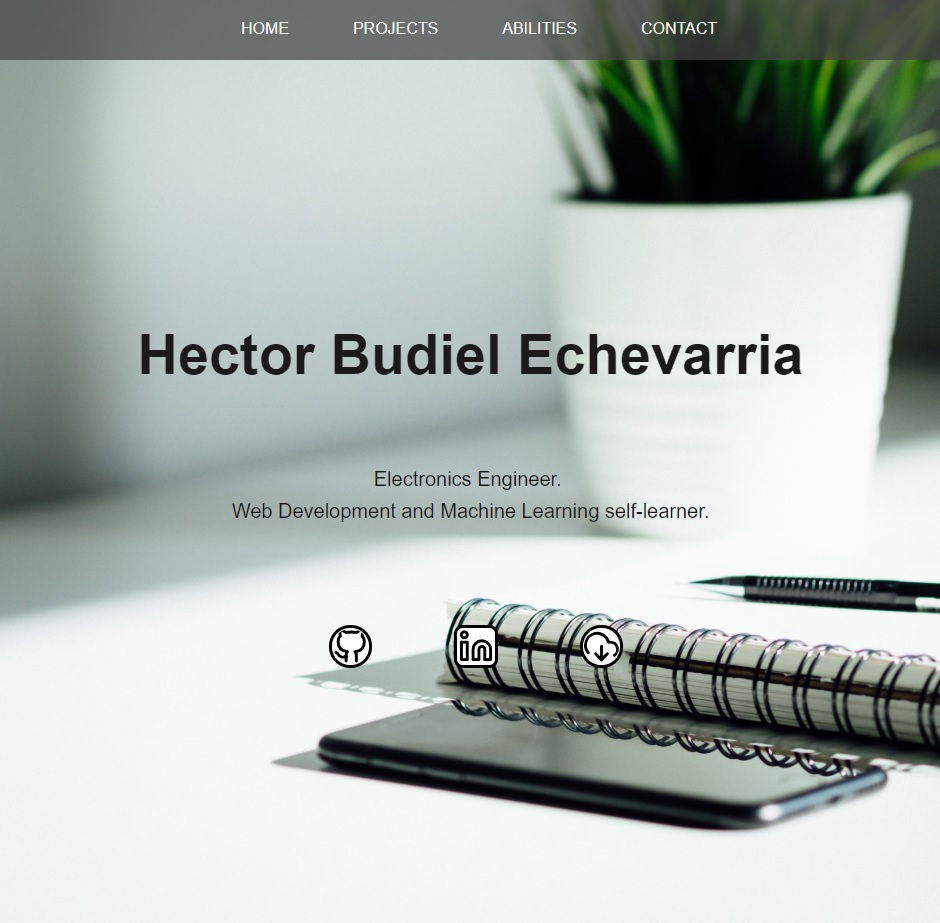 HOME PROJECTS ABILITIES CONTACT
Hector Budiel Echevarria
Electronics Engineer.
Web Development and Machine Learning self-learner.
in